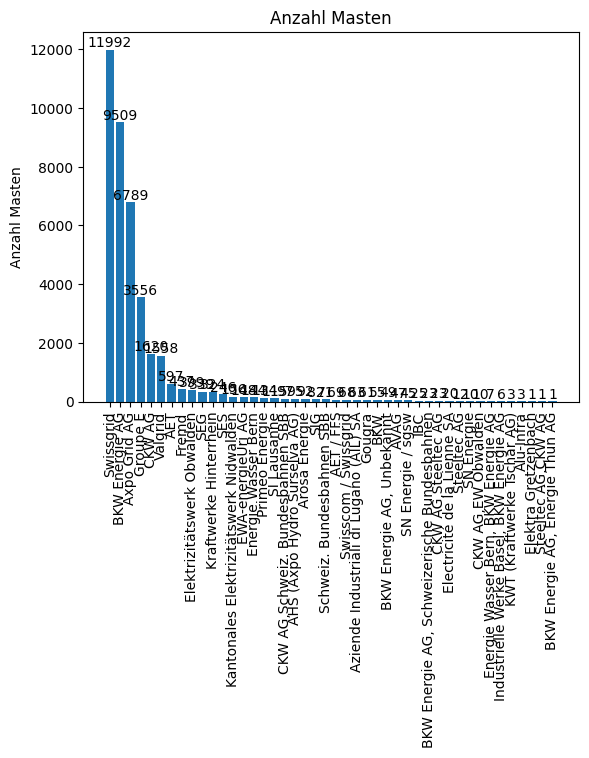 Anzahl Masten
12000
10000
8000
6000
4000
2000
0
Anzahl Masten
11992
9509
6789
3556
1620
1558
597
Swissgrid
BKW Energie AG
Axpo Grid AG
Groupe E
CKW AG
Valgrid
AET
Fremd
Elektrizitätswerk Obwalden
SEG
Kraftwerke Hinterrhein
SES
Kantonales Elektrizitätswerk Nidwalden
EWA-energieUri AG
Energie Wasser Bern
Primeo Energie
SI Lausanne
CKW AG,Schweiz. Bundesbahnen SBB
AHS (Axpo Hydro Surselva AG)
Arosa Energie
SIG
Schweiz. Bundesbahnen SBB
AET / FFS
Swisscom / Swissgrid
Aziende Industriali di Lugano (AIL) SA
Gougra
BKW
BKW Energie AG, Unbekannt
AVAG
SN Energie / sgsw
JBC
BKW Energie AG, Schweizerische Bundesbahnen
CKW AG,Steeltec AG
Electricité de la Lienne SA
Steeltec AG
SN Energie
CKW AG,EW Obwalden
Energie Wasser Bern, BKW Energie AG
Industrielle Werke Basel, BKW Energie AG
KWT (Kraftwerke Tschar AG)
Alu-Infra
Elektra Gretzenbach
Steeltec AG,CKW AG
BKW Energie AG, Energie Thun AG